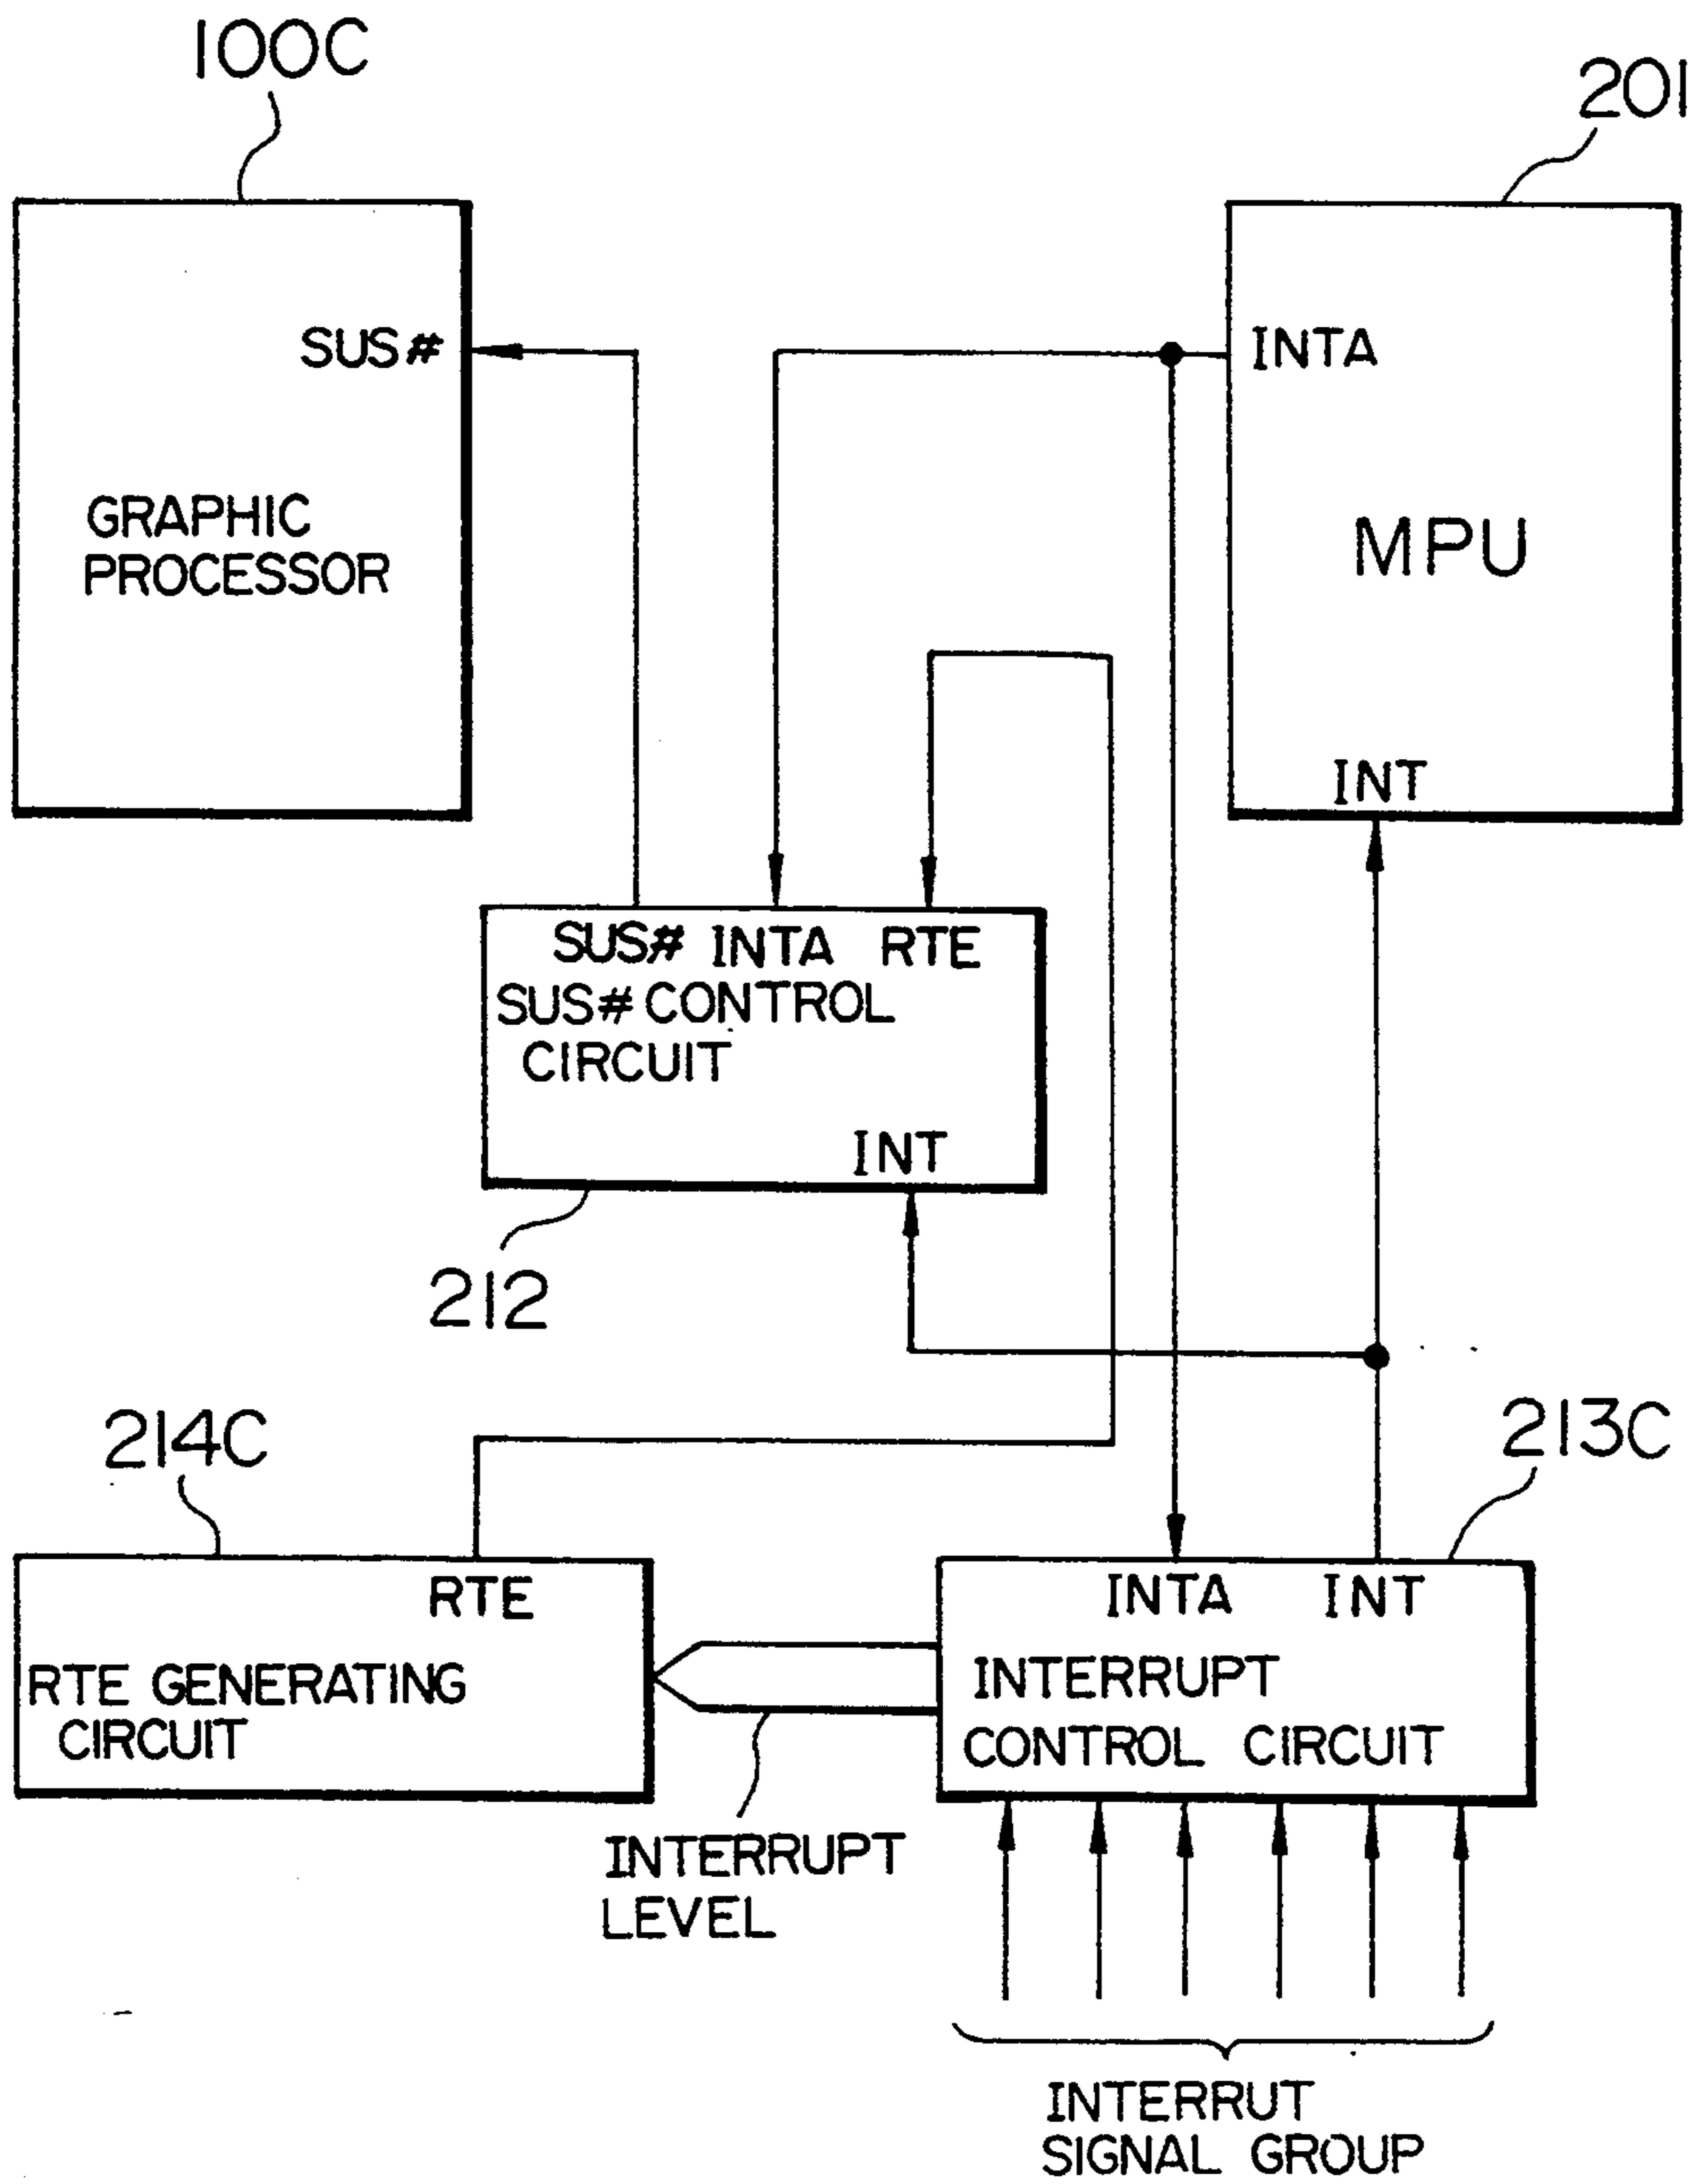 100C
201
SUS#
INTA
GRAPHIC
PROCESSOR
MPU
INT
SUS# INTA RTE
SUS# CONTROL
CIRCUIT
INT
212
214C
213C
RTE
INTA INT
RTE GENERATING
CIRCUIT
INTERRUPT
CONTROL CIRCUIT
INTERRUPT
LEVEL
INTERRUT
SIGNAL GROUP